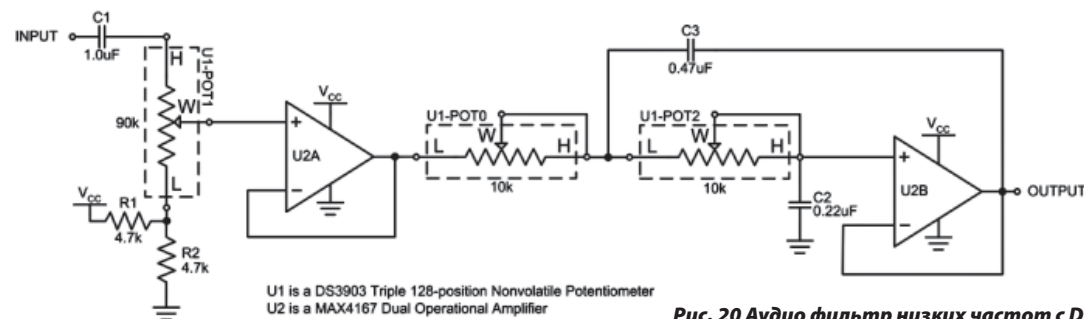 C1
INPUT
1.0uF
H
U1-POT1
W
90k
L
Vcc
R1
4.7k
R2
4.7k
Vcc
+
U2A
−
U1-POT0
L
W
H
10k
C3
0.47uF
U1-POT2
L
W
H
10k
C2
0.22uF
Vcc
+
U2B
−
OUTPUT
U1 is a DS3903 Triple 128-position Nonvolatile Potentiometer
U2 is a MAX4167 Dual Operational Amplifier
Рис. 20 Аудио фильтр низких частот с D